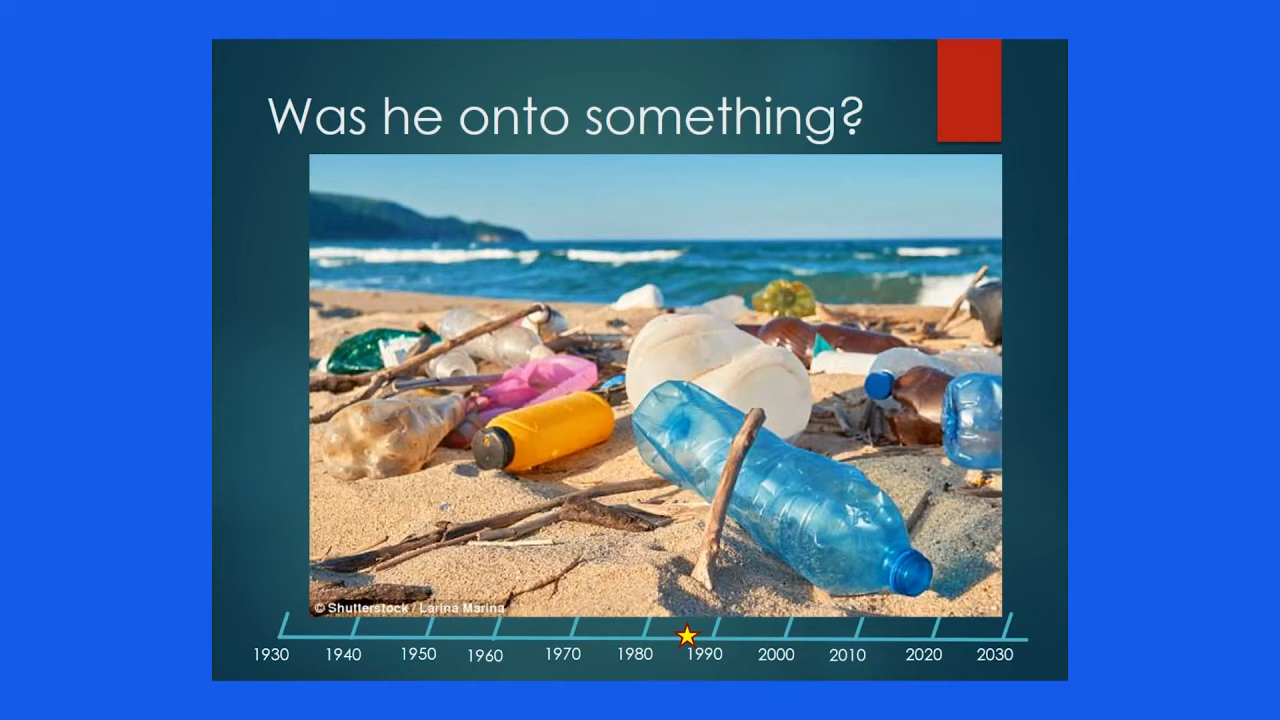 Was he onto something?
© Shutterstock / Larina Marina
1930 1940 1950 1960 1970 1980 1990 2000 2010 2020 2030